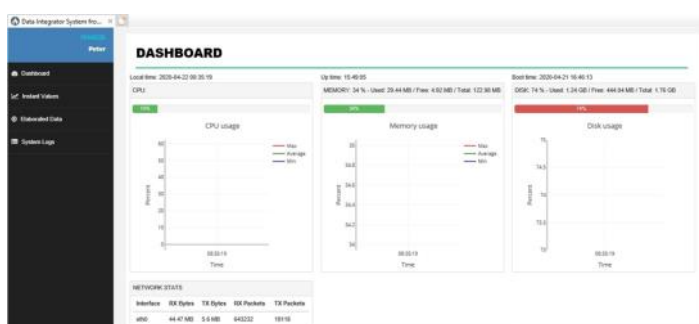 Data Integrator System fro...
Peter
Dashboard
Instant Values
Elaborated Data
System Logs
DASHBOARD
Local time: 2020-04-22 08:35:19
Up time: 15:49:05
Boot time: 2020-04-21 16:46:13
CPU
MEMORY: 34 % - Used: 29.44 MB / Free: 4.92 MB / Total: 122.98 MB
DISK: 74 % - Used: 1.24 GB / Free: 444.94 MB / Total: 1.76 GB
74%
CPU usage
Max
Average
Min
Percent
Time
Memory usage
Max
Average
Min
Percent
Time
Disk usage
Percent
Time
NETWORK STATS
Interface RX Bytes TX Bytes RX Packets TX Packets
eth0 44.47 MB 5.6 MB 643232 19118